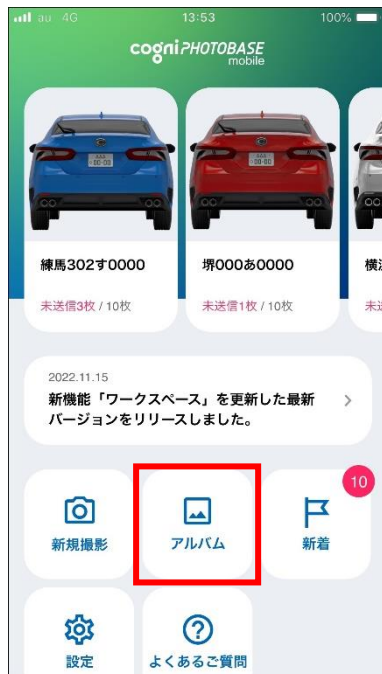 au 4G 13:53 100%
cogni PHOTOBASE
mobile
練馬302す0000 堺000あ0000
未送信3枚 / 10枚 未送信1枚 / 10枚
2022.11.15
新機能「ワークスペース」を更新した最新
バージョンをリリースしました。
10
新規撮影 アルバム 新着
設定 よくあるご質問